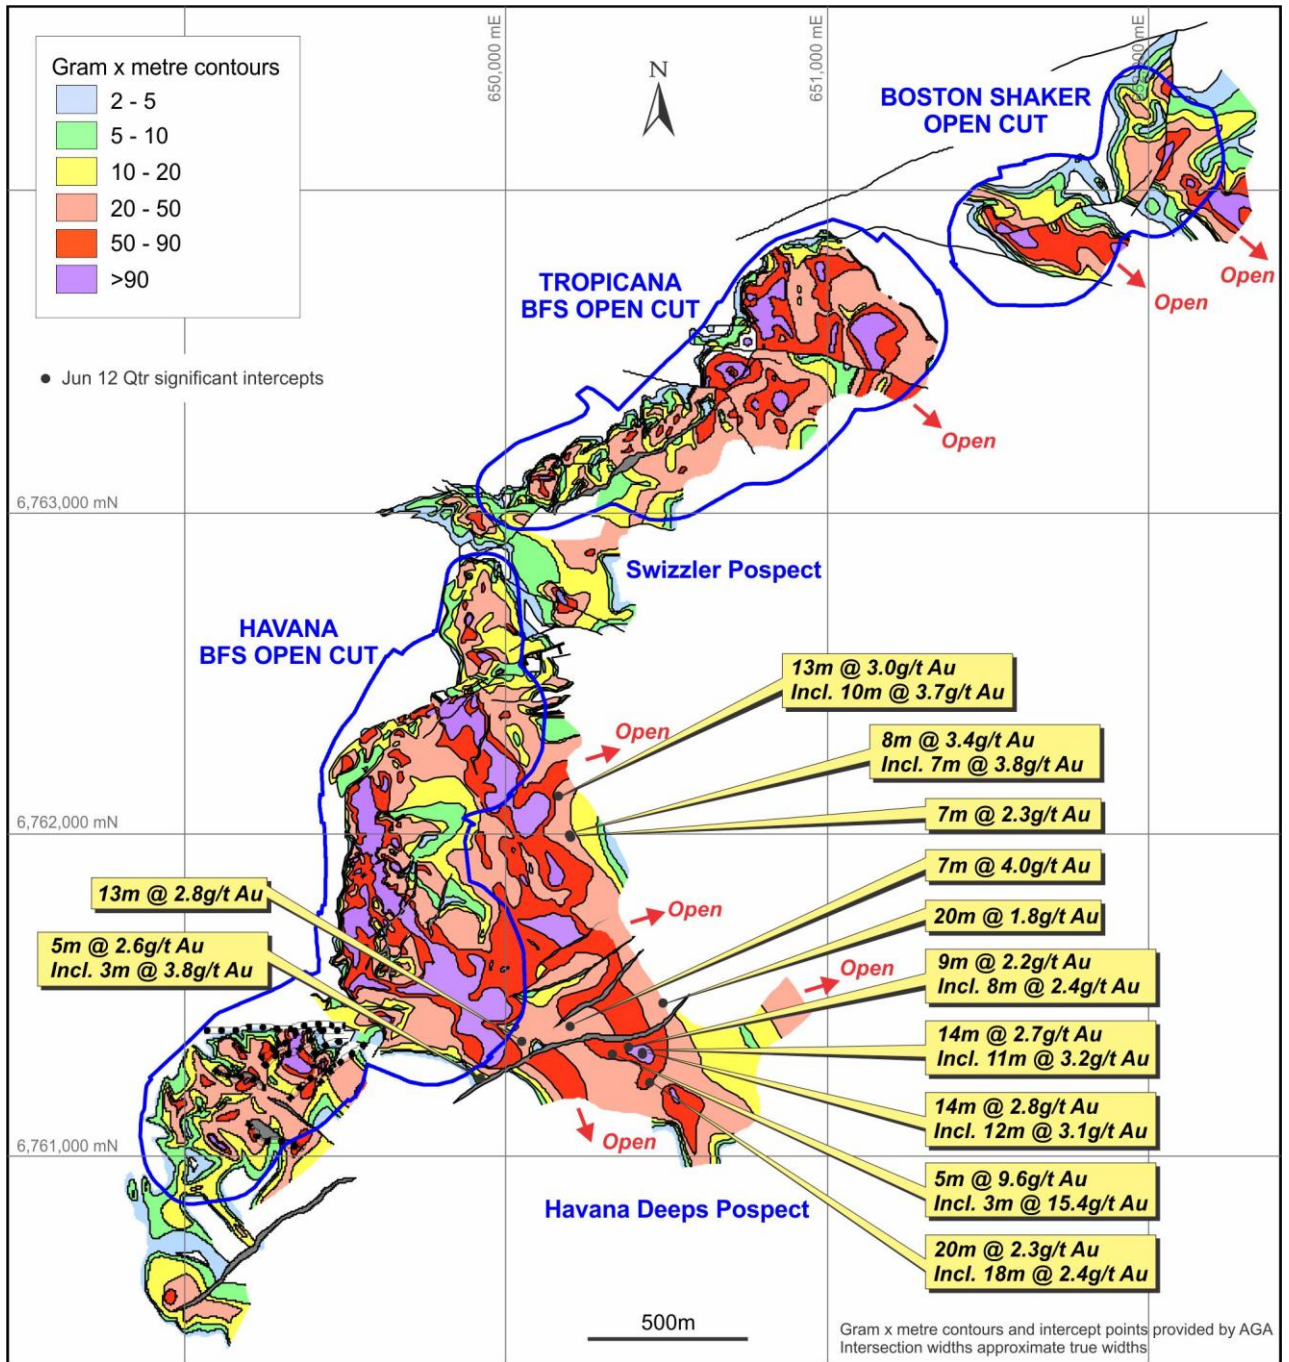 650,000 mE
651,000 mE
mE
Gram x metre contours
2 - 5
5 - 10
10 - 20
20 - 50
50 - 90
>90
Jun 12 Qtr significant intercepts
N
BOSTON SHAKER
OPEN CUT
Open
Open
TROPICANA
BFS OPEN CUT
Open
6,763,000 mN
Swizzler Pospect
HAVANA
BFS OPEN CUT
13m @ 3.0g/t Au
Incl. 10m @ 3.7g/t Au
Open
8m @ 3.4g/t Au
Incl. 7m @ 3.8g/t Au
7m @ 2.3g/t Au
6,762,000 mN
7m @ 4.0g/t Au
13m @ 2.8g/t Au
Open
20m @ 1.8g/t Au
5m @ 2.6g/t Au
Incl. 3m @ 3.8g/t Au
Open
9m @ 2.2g/t Au
Incl. 8m @ 2.4g/t Au
14m @ 2.7g/t Au
Incl. 11m @ 3.2g/t Au
14m @ 2.8g/t Au
Incl. 12m @ 3.1g/t Au
6,761,000 mN
Open
5m @ 9.6g/t Au
Incl. 3m @ 15.4g/t Au
Havana Deeps Pospect
20m @ 2.3g/t Au
Incl. 18m @ 2.4g/t Au
500m
Gram x metre contours and intercept points provided by AGA
Intersection widths approximate true widths